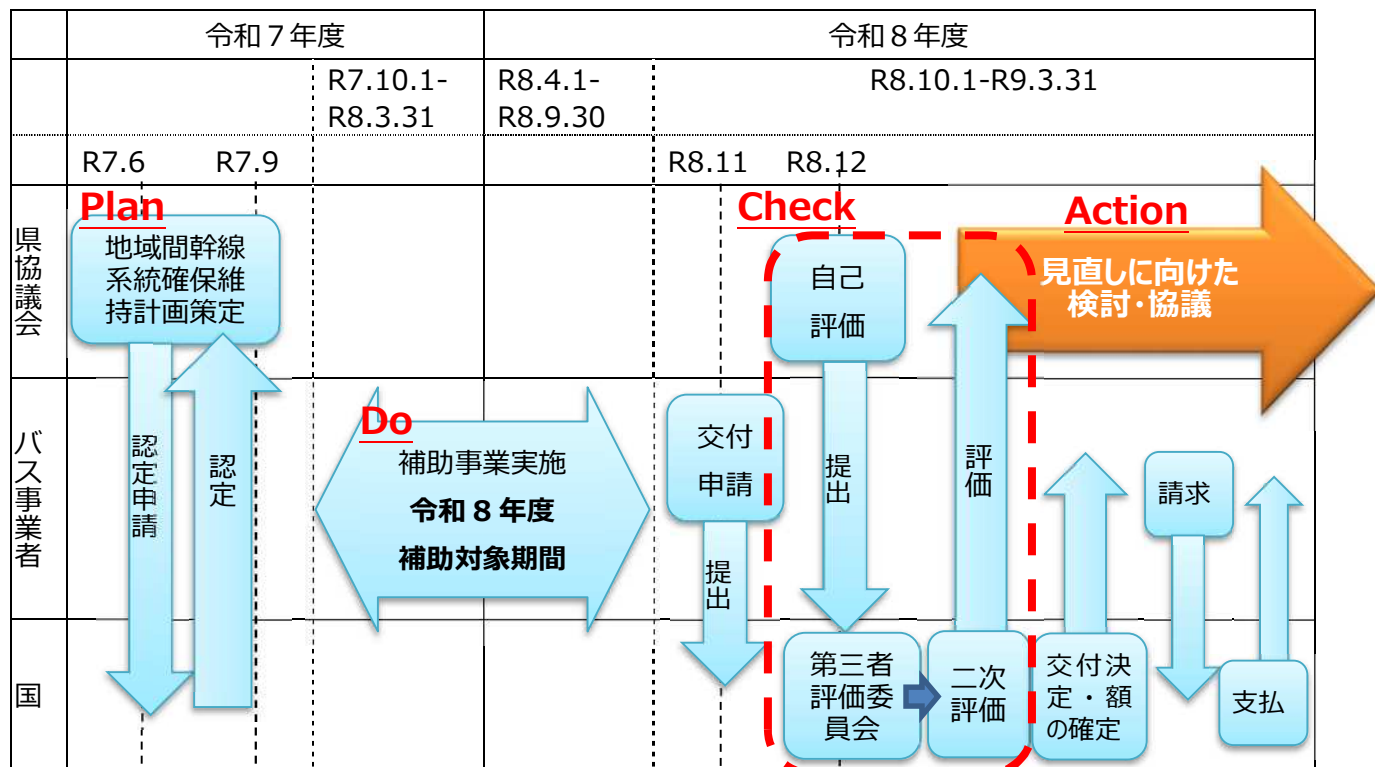 令和７年度
令和８年度
R7.10.1-
R8.3.31
R8.4.1-
R8.9.30
R8.10.1-R9.3.31
R7.6
R7.9
R8.11
R8.12
県協議会
Plan
地域間幹線
系統確保維
持計画策定
Check
自己
評価
Action
見直しに向けた
検討・協議
バス事業者
認定申請
認定
Do
補助事業実施
令和８年度
補助対象期間
交付
申請
提出
提出
評価
請求
国
第三者
評価委
員会
二次
評価
交付決
定・額
の確定
支払